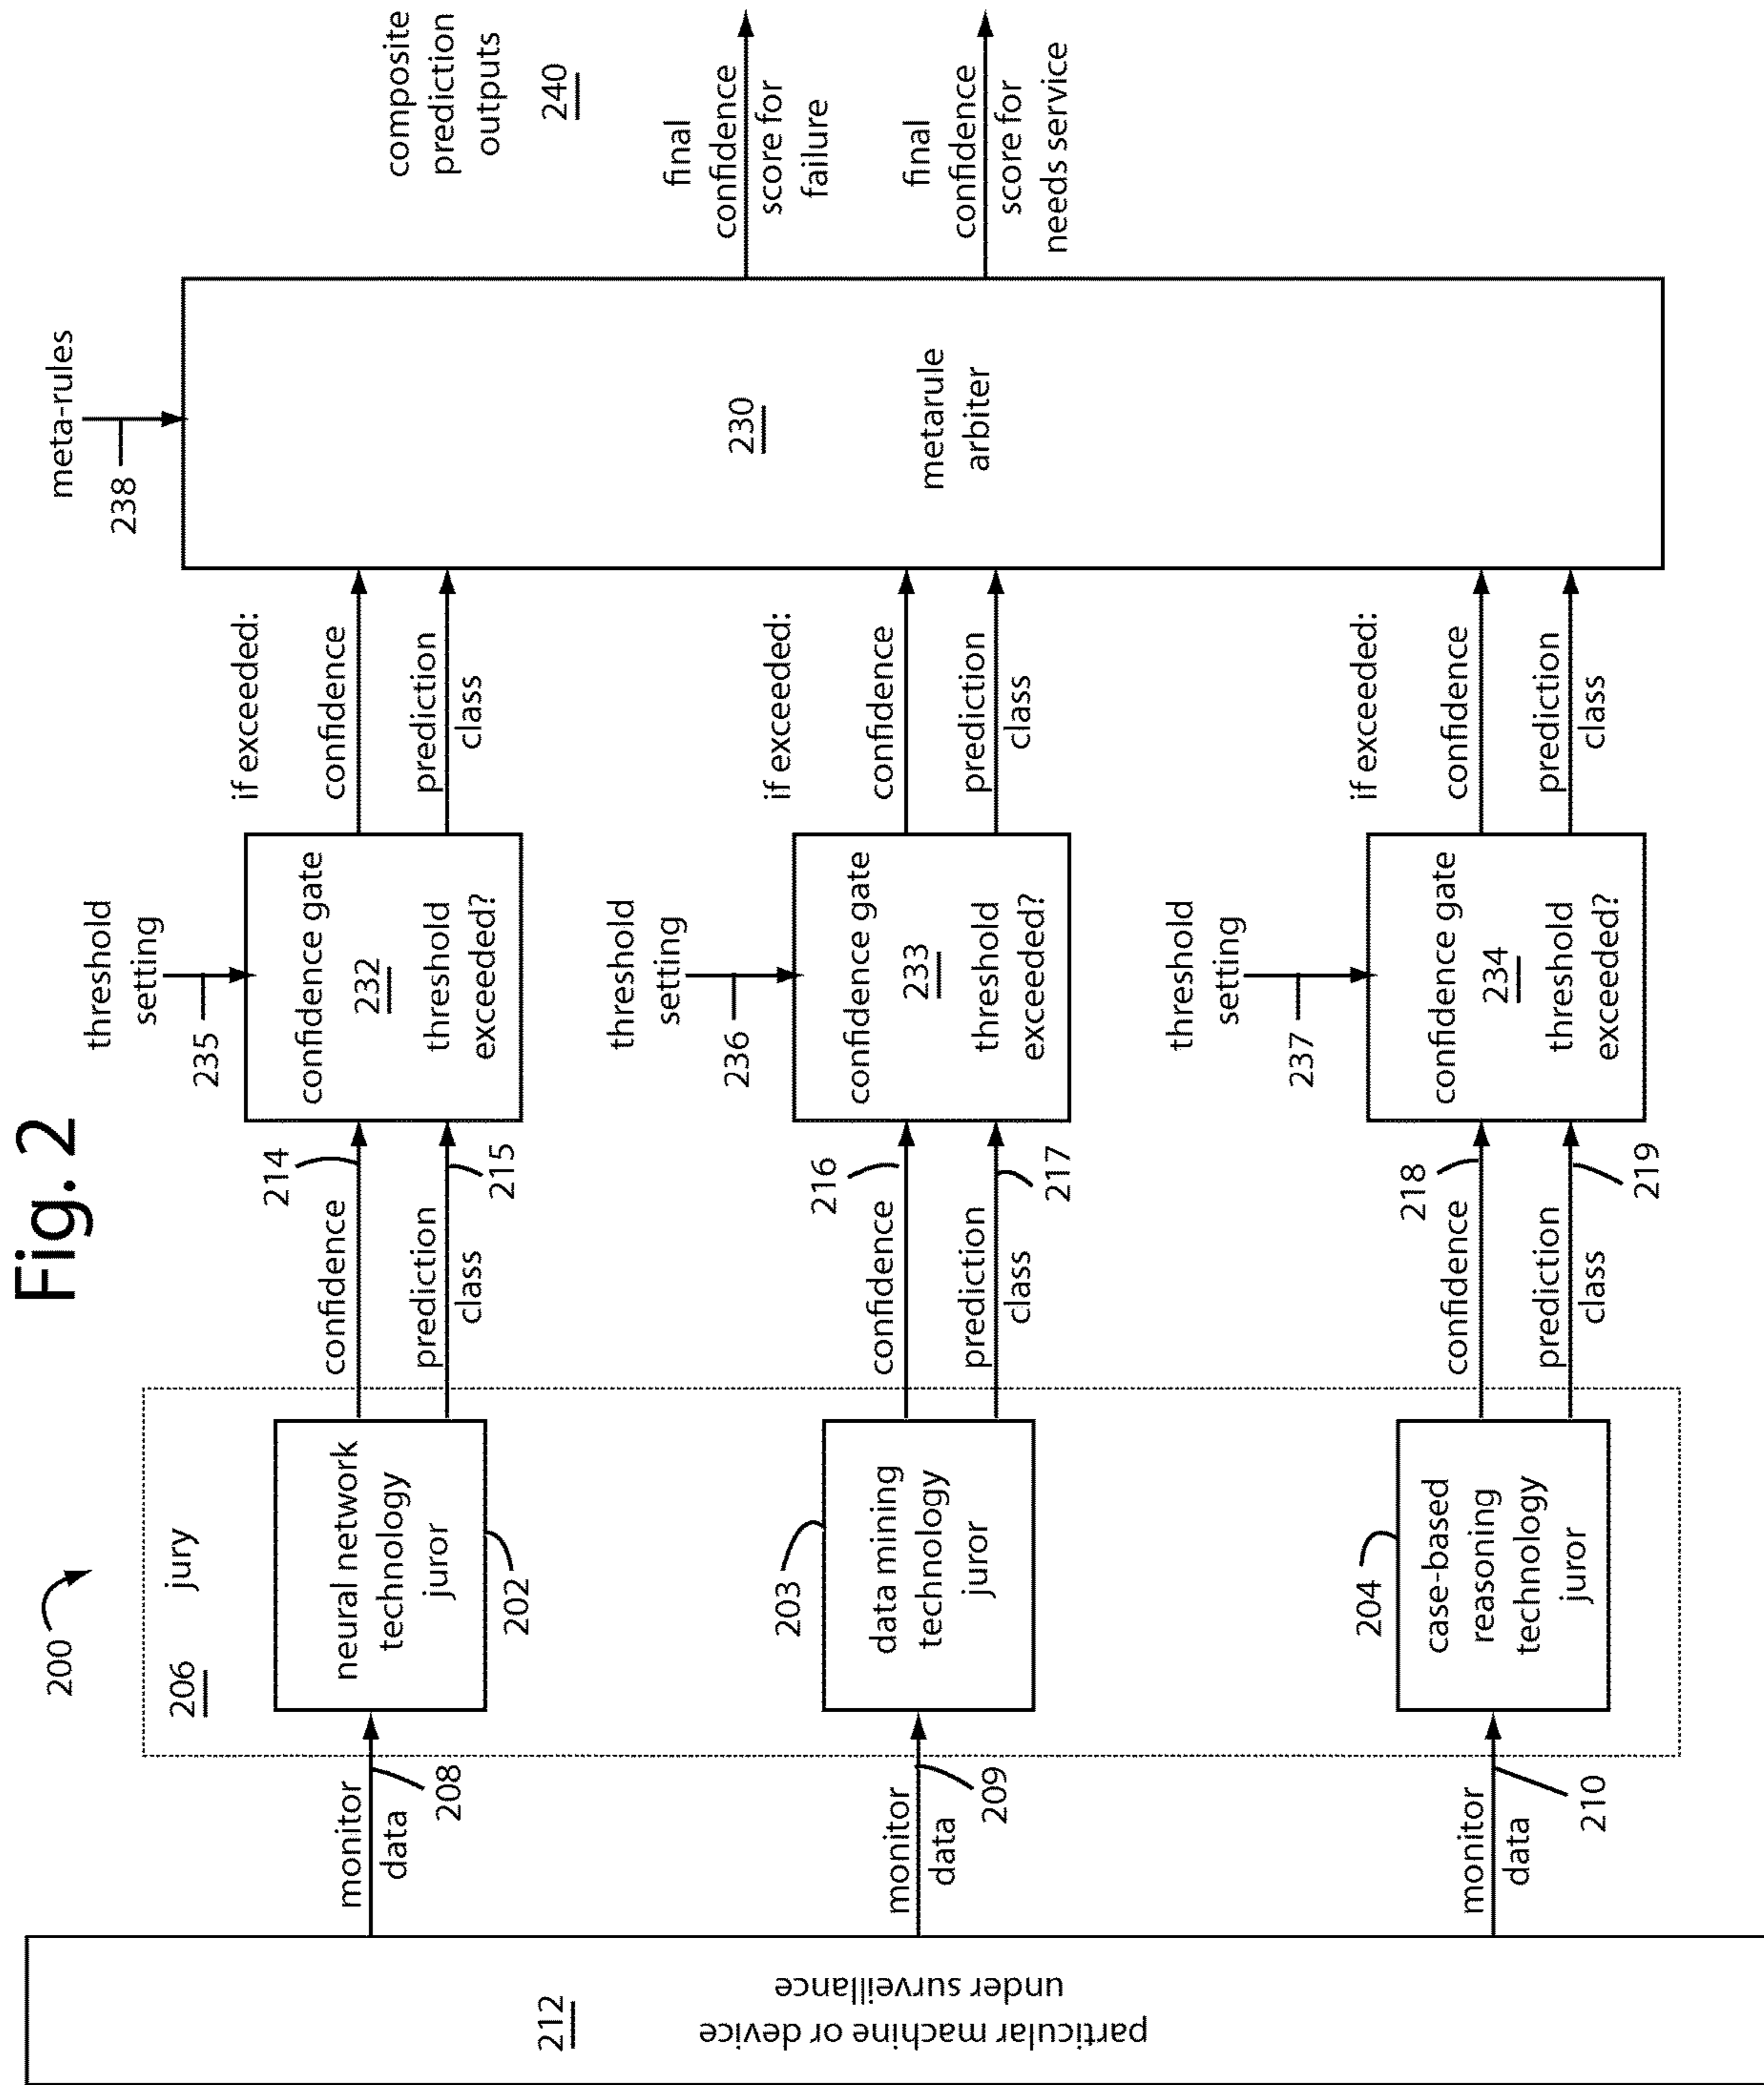 Fig. 2
200
206
jury
212
particular machine or device
under surveillance
monitor
data
208
neural network
technology
juror
202
confidence
214
prediction
class
215
threshold
setting
235
confidence gate
232
threshold
exceeded?
if exceeded:
confidence
prediction
class
monitor
data
209
203
data mining
technology
juror
confidence
216
prediction
class
217
threshold
setting
236
confidence gate
233
threshold
exceeded?
if exceeded:
confidence
prediction
class
monitor
data
210
204
case-based
reasoning
technology
juror
confidence
218
prediction
class
219
threshold
setting
237
confidence gate
234
threshold
exceeded?
if exceeded:
confidence
prediction
class
meta-rules
238
230
metarule
arbiter
composite
prediction
outputs
240
final
confidence
score for
failure
final
confidence
score for
needs service